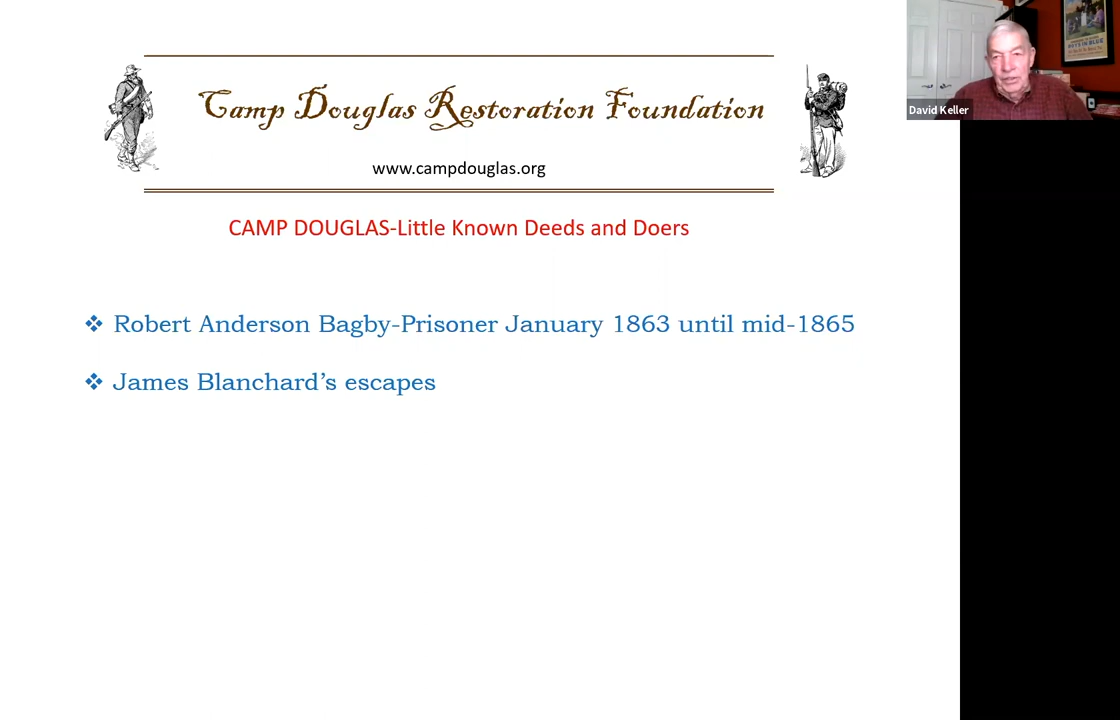 Camp Douglas Restoration Foundation
www.campdouglas.org
CAMP DOUGLAS-Little Known Deeds and Doers
❖ Robert Anderson Bagby-Prisoner January 1863 until mid-1865
❖ James Blanchard’s escapes
David Keller